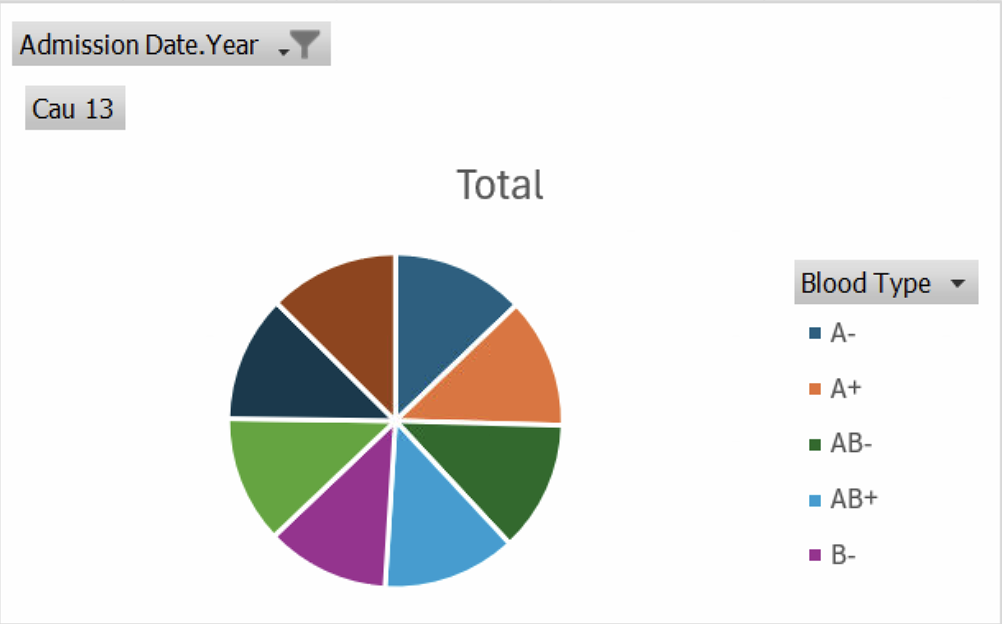 Admission Date.Year
Cau 13
Total
Blood Type
A-
A+
AB-
AB+
B-